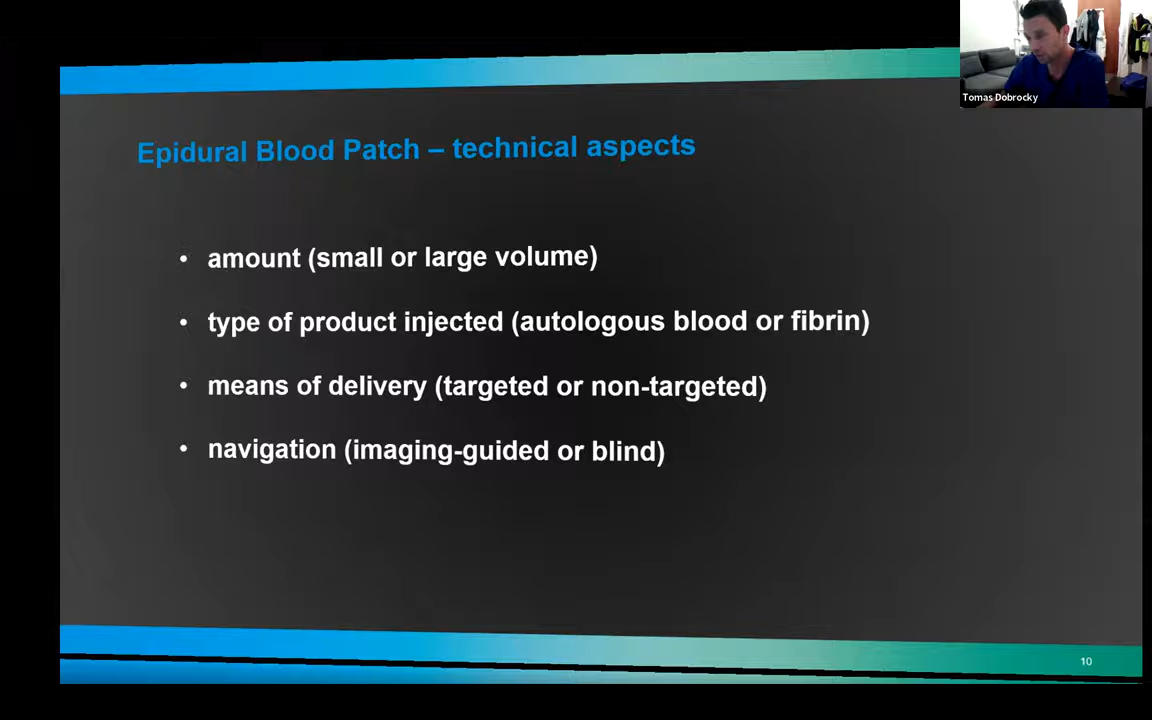 Tomas Dobrocky
Epidural Blood Patch – technical aspects
• amount (small or large volume)
• type of product injected (autologous blood or fibrin)
• means of delivery (targeted or non-targeted)
• navigation (imaging-guided or blind)
10